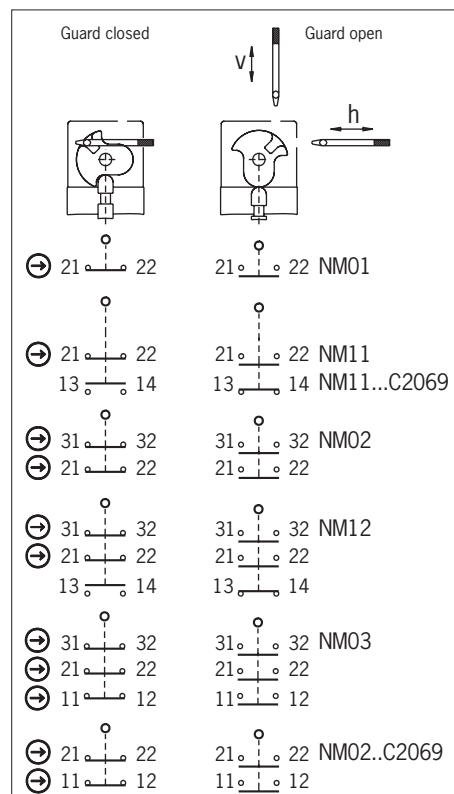 Guard closed Guard open
v
h
21 22 21 22 NM01
21 22 21 22 NM11
13 14 13 14 NM11...C2069
31 32 31 32 NM02
21 22 21 22
31 32 31 32 NM12
21 22 21 22
13 14 13 14
31 32 31 32 NM03
21 22 21 22
11 12 11 12
21 22 21 22 NM02..C2069
11 12 11 12